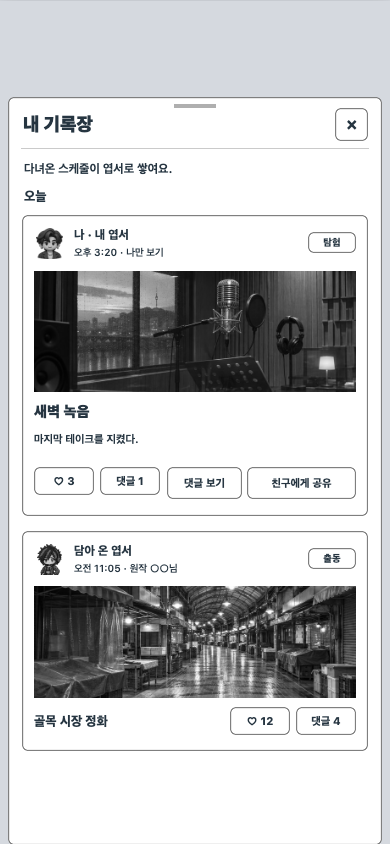 내 기록장
×
다녀온 스케줄이 엽서로 쌓여요.
오늘
나 · 내 엽서
오후 3:20 · 나만 보기
탐험
새벽 녹음
마지막 테이크를 지켰다.
♡ 3
댓글 1
댓글 보기
친구에게 공유
담아 온 엽서
오전 11:05 · 원작 〇〇님
출동
골목 시장 정화
♡ 12
댓글 4